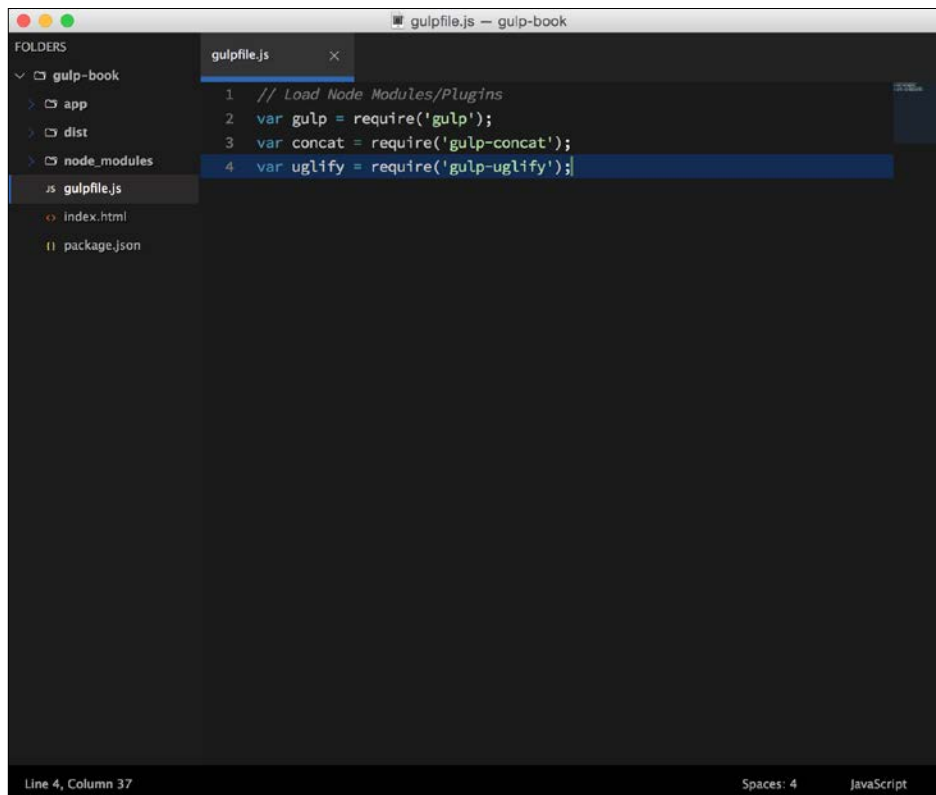 gulpfile.js — gulp-book
FOLDERS
gulp-book
app
dist
node_modules
JS gulpfile.js
<> index.html
{} package.json
gulpfile.js ×
1 // Load Node Modules/Plugins
2 var gulp = require('gulp');
3 var concat = require('gulp-concat');
4 var uglify = require('gulp-uglify');
Line 4, Column 37
Spaces: 4
JavaScript